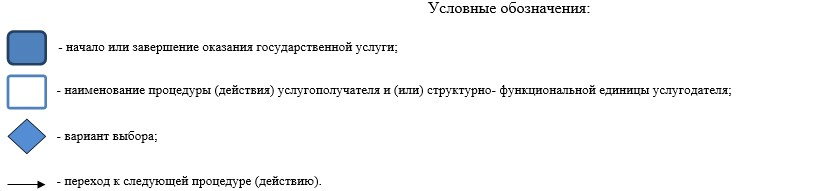 Условные обозначения:
- начало или завершение оказания государственной услуги;
- наименование процедуры (действия) услугополучателя и (или) структурно- функциональной единицы услугодателя;
- вариант выбора;
- переход к следующей процедуре (действию).